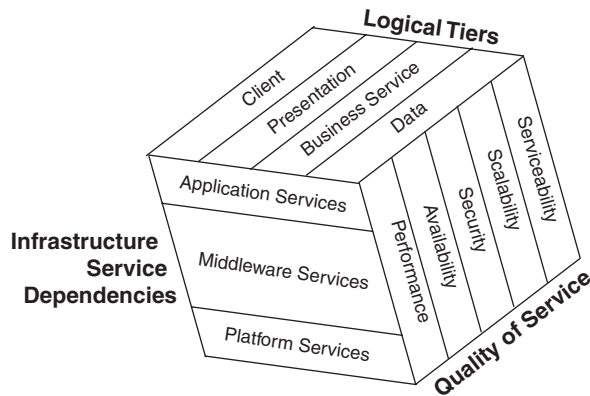 Logical Tiers
Client
Presentation
Business Service
Data
Application Services
Middleware Services
Platform Services
Infrastructure
Service
Dependencies
Performance
Availability
Security
Scalability
Serviceability
Quality of Service